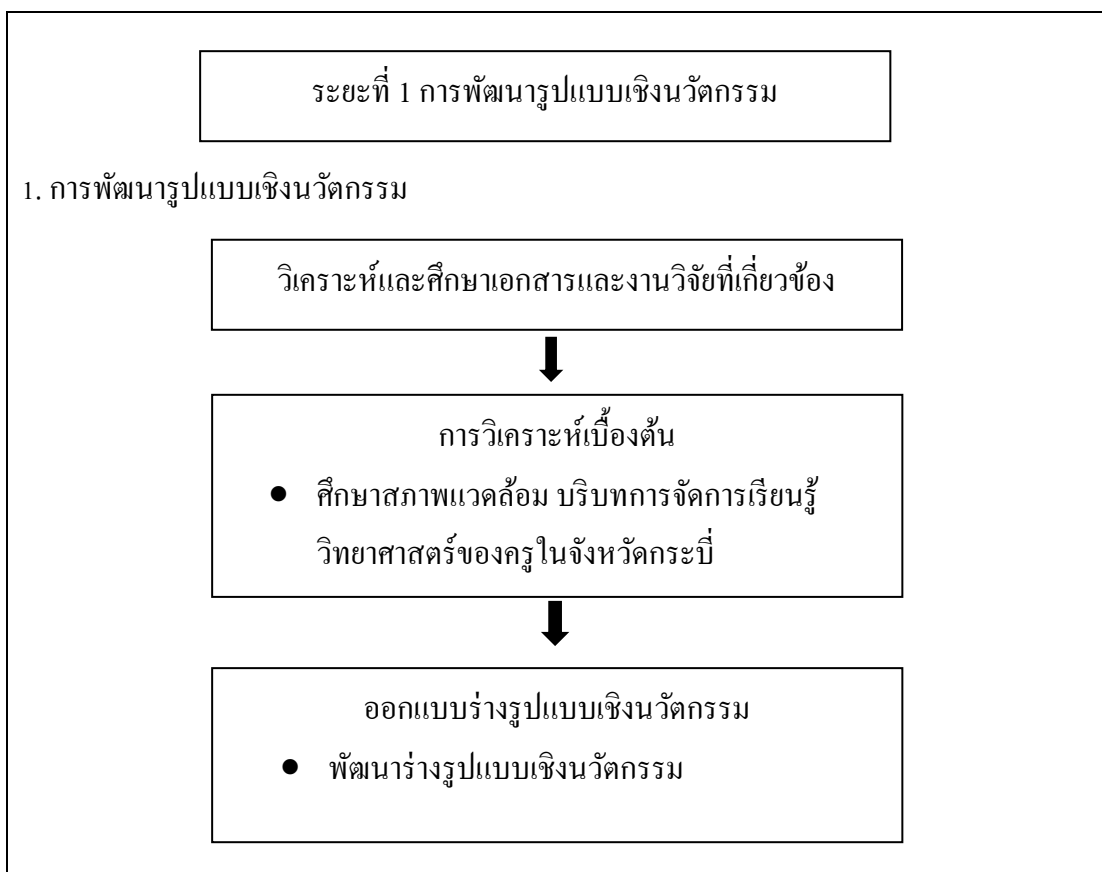 ระยะที่ 1 การพัฒนารูปแบบเชิงนวัตกรรม
1. การพัฒนารูปแบบเชิงนวัตกรรม
วิเคราะห์และศึกษาเอกสารและงานวิจัยที่เกี่ยวข้อง
การวิเคราะห์เบื้องต้น
● ศึกษาสภาพแวดล้อม บริบทการจัดการเรียนรู้
วิทยาศาสตร์ของครูในจังหวัดกระบี่
ออกแบบร่างรูปแบบเชิงนวัตกรรม
● พัฒนาร่างรูปแบบเชิงนวัตกรรม